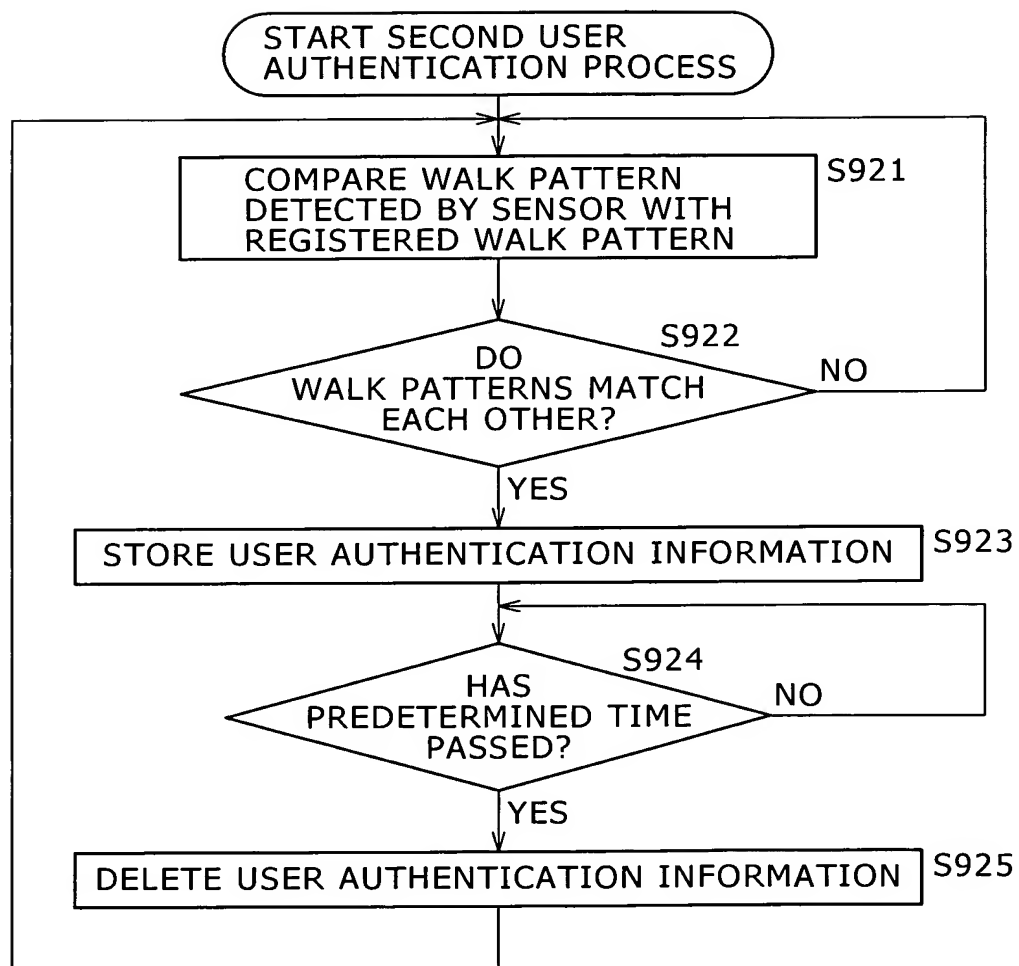 START SECOND USER
AUTHENTICATION PROCESS
S921
COMPARE WALK PATTERN
DETECTED BY SENSOR WITH
REGISTERED WALK PATTERN
S922
DO
WALK PATTERNS MATCH
EACH OTHER?
NO
YES
STORE USER AUTHENTICATION INFORMATION
S923
S924
HAS
PREDETERMINED TIME
PASSED?
NO
YES
DELETE USER AUTHENTICATION INFORMATION
S925